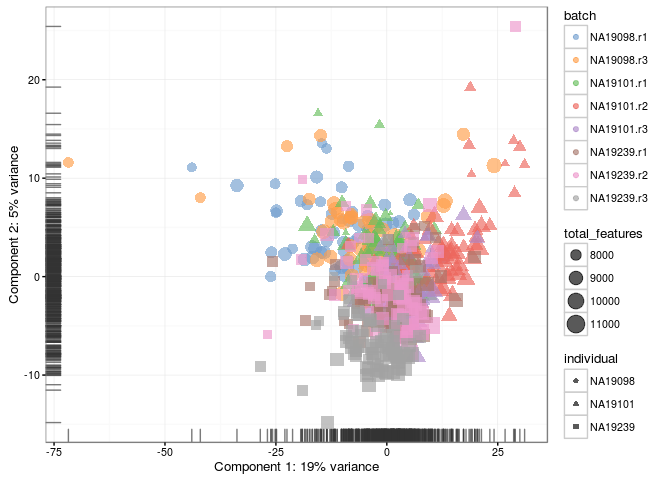 batch
NA19098.r1
NA19098.r3
NA19101.r1
NA19101.r2
NA19101.r3
NA19239.r1
NA19239.r2
NA19239.r3
total_features
8000
9000
10000
11000
individual
NA19098
NA19101
NA19239
Component 2: 5% variance
20
10
0
-10
-75
-50
-25
0
25
Component 1: 19% variance